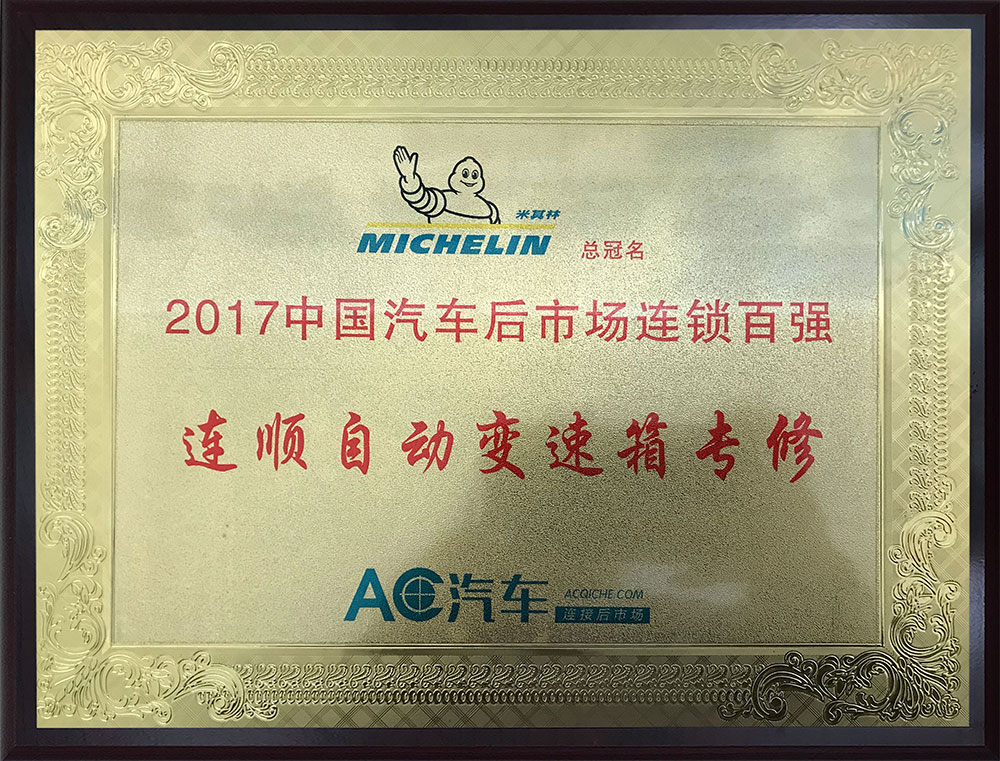 米其林
MICHELIN 总冠名
2017中国汽车后市场连锁百强
连顺自动变速箱专修
AC汽车 ACQICHE.COM
连接后市场